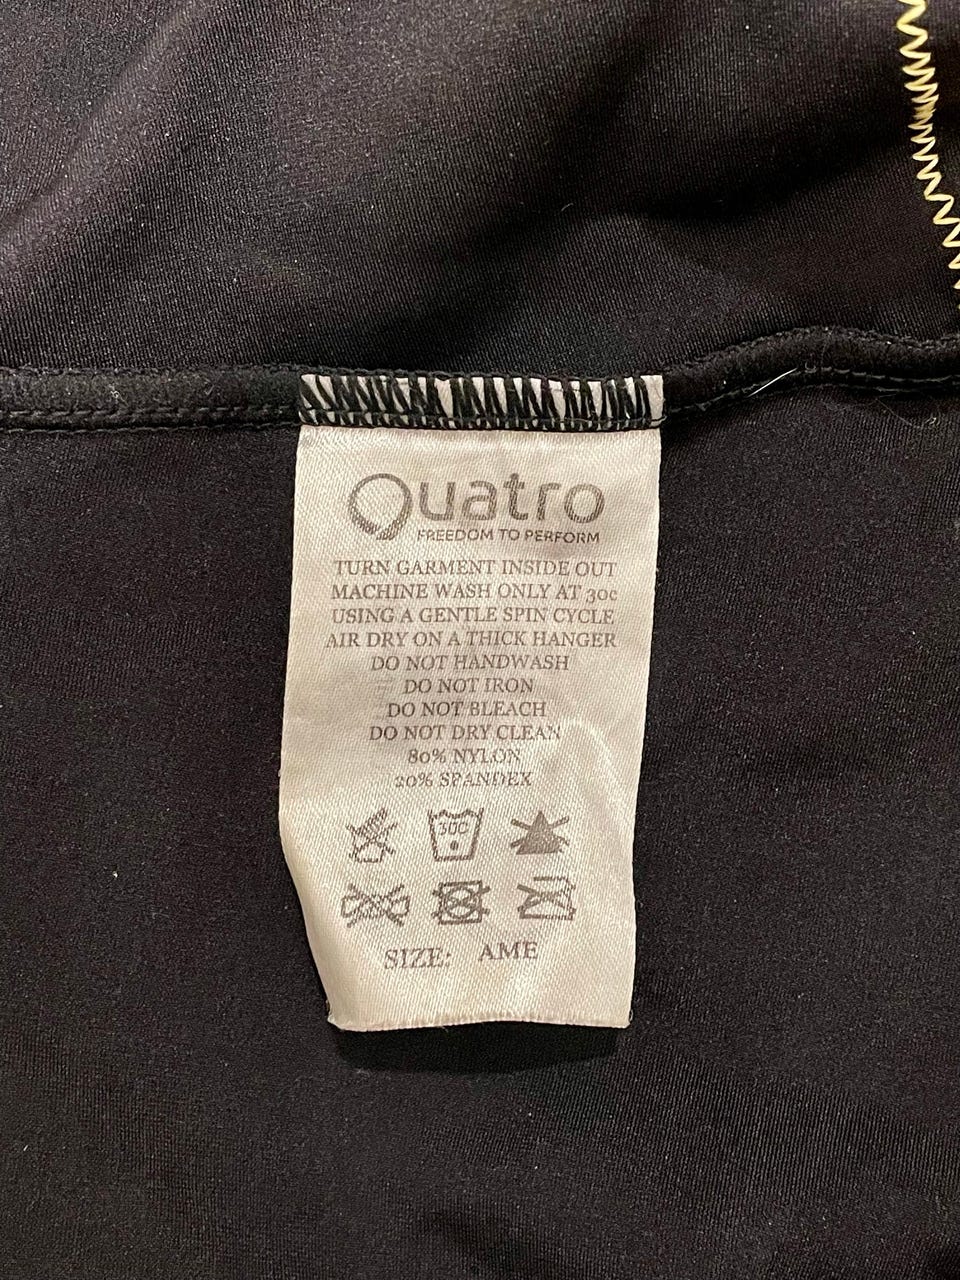 Quatro
FREEDOM TO PERFORM
TURN GARMENT INSIDE OUT
MACHINE WASH ONLY AT 30c
USING A GENTLE SPIN CYCLE
AIR DRY ON A THICK HANGER
DO NOT HANDWASH
DO NOT IRON
DO NOT BLEACH
DO NOT DRY CLEAN
80% NYLON
20% SPANDEX
30C
SIZE: AME